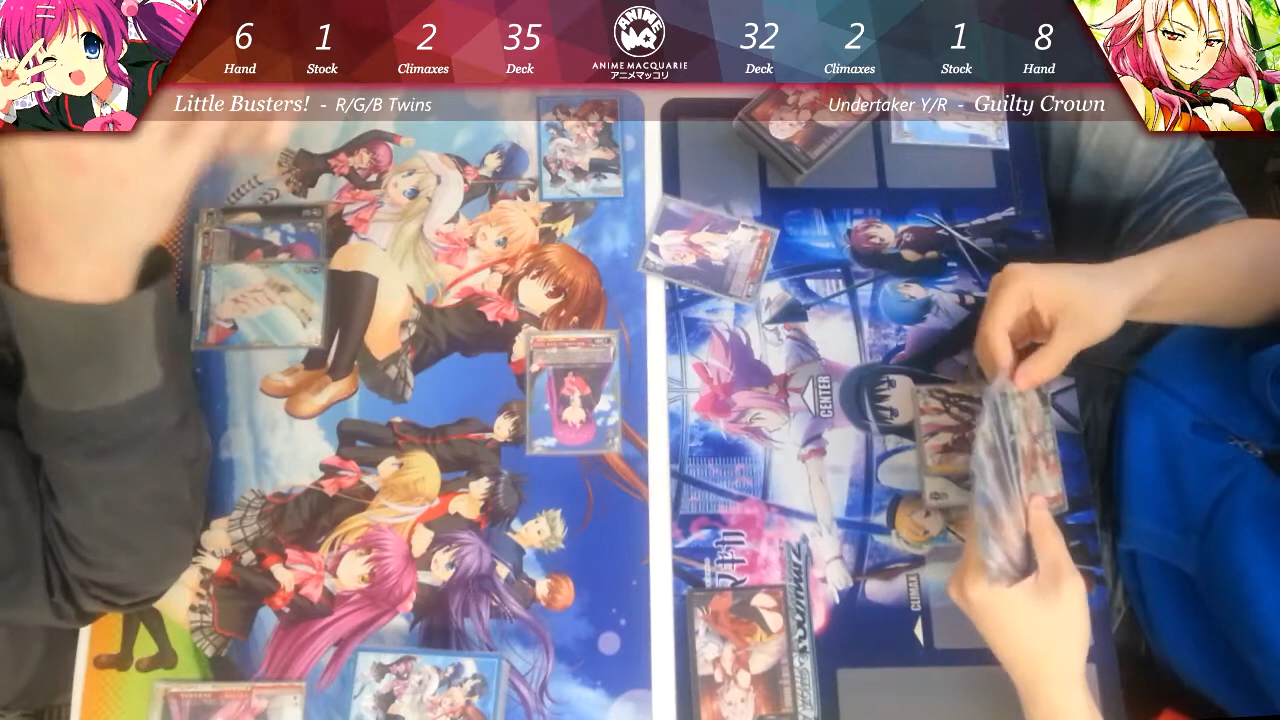 6 1 2 35
Hand Stock Climaxes Deck
ANIME
MQ
ANIME MACQUARIE
アニメマッコリ
32 2 1 8
Deck Climaxes Stock Hand
Little Busters! - R/G/B Twins
Undertaker Y/R - Guilty Crown
CENTER
CLIMAX